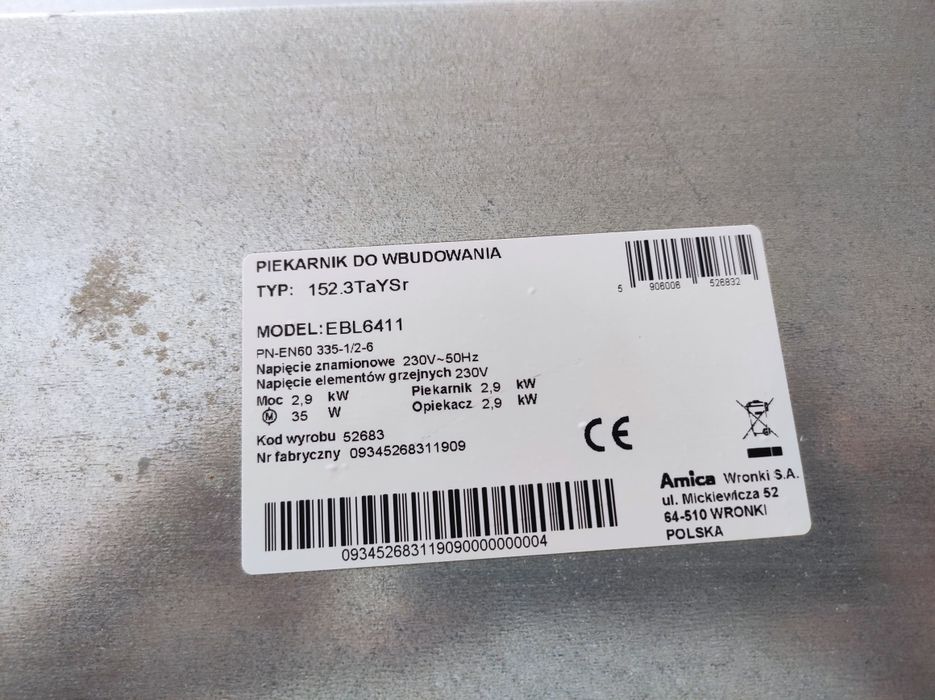 PIEKARNIK DO WBUDOWANIA
TYP: 152.3TaYSr
5 906006 526832
MODEL: EBL6411
PN-EN60 335-1/2-6
Napięcie znamionowe 230V~50Hz
Napięcie elementów grzejnych 230V
Moc 2,9 kW Piekarnik 2,9 kW
M 35 W Opiekacz 2,9 kW
Kod wyrobu 52683
Nr fabryczny 09345268311909
CE
Amica Wronki S.A.
ul. Mickiewicza 52
64-510 WRONKI
POLSKA
093452683119090000000004